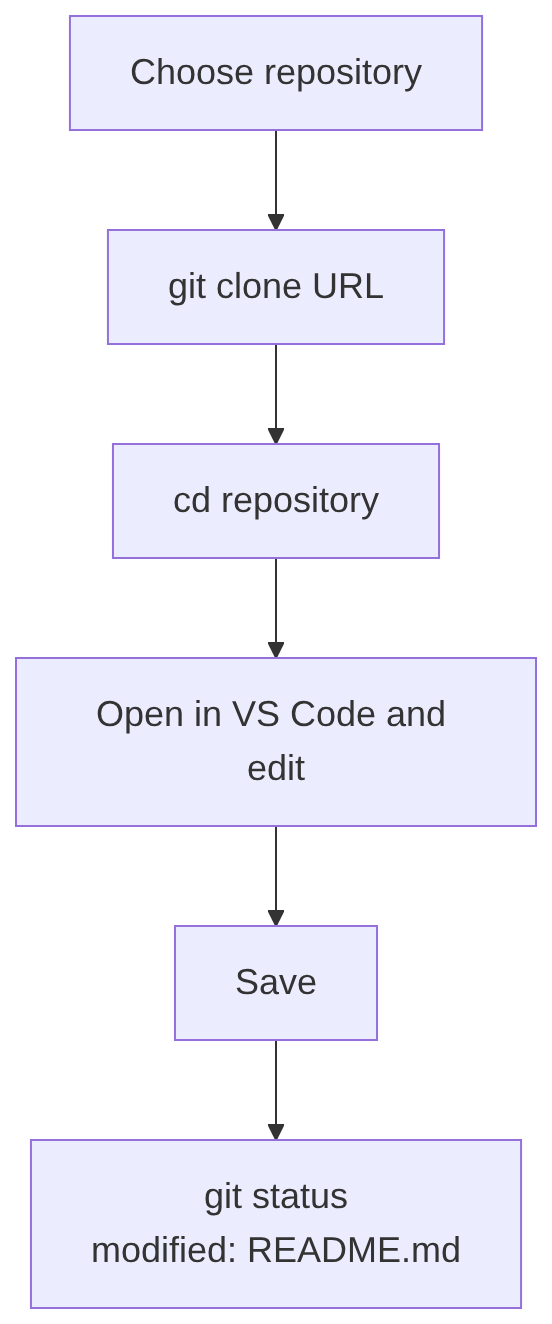 Choose repository
git clone URL
cd repository
Open in VS Code and
edit
Save
git status
modified: README.md